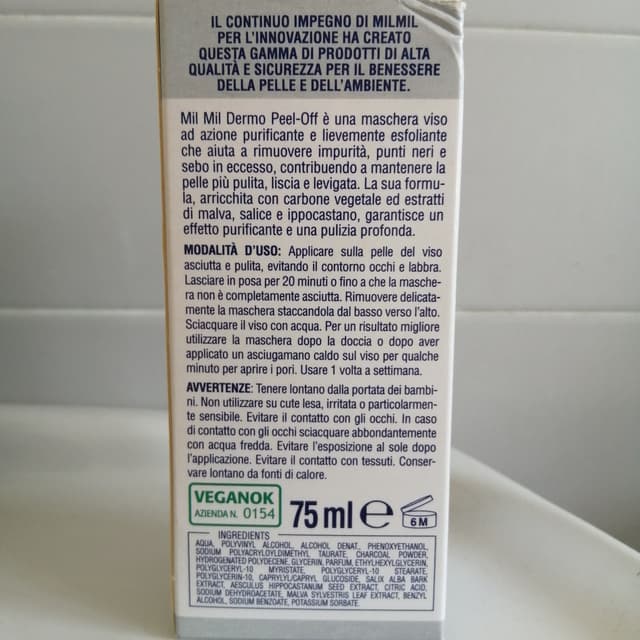 IL CONTINUO IMPEGNO DI MILMIL
PER L'INNOVAZIONE HA CREATO
QUESTA GAMMA DI PRODOTTI DI ALTA
QUALITÀ E SICUREZZA PER IL BENESSERE
DELLA PELLE E DELL'AMBIENTE.
Mil Mil Dermo Peel-Off è una maschera viso
ad azione purificante e lievemente esfoliante
che aiuta a rimuovere impurità, punti neri e
sebo in eccesso, contribuendo a mantenere la
pelle più pulita, liscia e levigata. La sua formu-
la, arricchita con carbone vegetale ed estratti
di malva, salice e ippocastano, garantisce un
effetto purificante e una pulizia profonda.
MODALITÀ D'USO: Applicare sulla pelle del viso
asciutta e pulita, evitando il contorno occhi e labbra.
Lasciare in posa per 20 minuti o fino a che la masche-
ra non è completamente asciutta. Rimuovere delicata-
mente la maschera staccandola dal basso verso l'alto.
Sciacquare il viso con acqua. Per un risultato migliore
utilizzare la maschera dopo la doccia o dopo aver
applicato un asciugamano caldo sul viso per qualche
minuto per aprire i pori. Usare 1 volta a settimana.
AVVERTENZE: Tenere lontano dalla portata dei bambi-
ni. Non utilizzare su cute lesa, irritata o particolarmen-
te sensibile. Evitare il contatto con gli occhi. In caso
di contatto con gli occhi sciacquare abbondantemente
con acqua fredda. Evitare l'esposizione al sole dopo
l'applicazione. Evitare il contatto con tessuti. Conser-
vare lontano da fonti di calore.
VEGANOK
AZIENDA N. 0154
75 ml ℮
6 M
INGREDIENTS
AQUA, POLYVINYL ALCOHOL, ALCOHOL DENAT., PHENOXYETHANOL,
SODIUM POLYACRYLOYLDIMETHYL TAURATE, CHARCOAL POWDER,
HYDROGENATED POLYDECENE, GLYCERIN, PARFUM, ETHYLHEXYLGLYCERIN,
POLYGLYCERYL-10 MYRISTATE, POLYGLYCERYL-10 STEARATE,
POLYGLYCERIN-10, CAPRYLYL/CAPRYL GLUCOSIDE, SALIX ALBA BARK
EXTRACT, AESCULUS HIPPOCASTANUM SEED EXTRACT, CITRIC ACID,
SODIUM DEHYDROACETATE, MALVA SYLVESTRIS LEAF EXTRACT, BENZYL
ALCOHOL, SODIUM BENZOATE, POTASSIUM SORBATE.